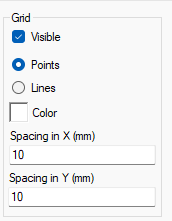 Grid
Visible
Points
Lines
Color
Spacing in X (mm)
10
Spacing in Y (mm)
10